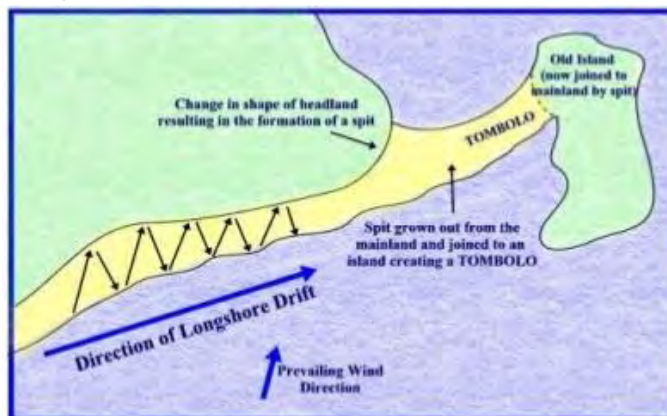 Old Island
(now joined to
mainland by spit)
Change in shape of headland
resulting in the formation of a spit
TOMBOLO
Spit grown out from the
mainland and joined to an
island creating a TOMBOLO
Direction of Longshore Drift
Prevailing Wind
Direction